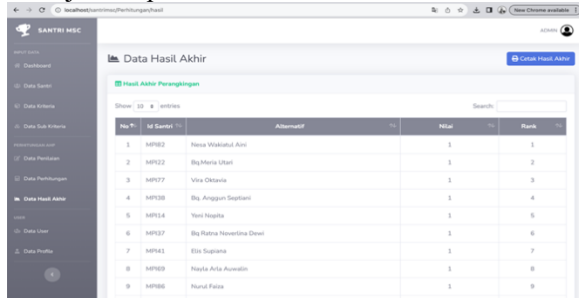 localhost/santrimsc/Perhitungan/hasil
New Chrome available
SANTRI MSC
ADMIN
INPUT DATA
Dashboard
Data Santri
Data Kriteria
Data Sub Kriteria
Data Penilaian
Data Perhitungan
Data Hasil Akhir
USER
Data User
Data Profile
Data Hasil Akhir
Cetak Hasil Akhir
Hasil Akhir Perangkingan
Show 10 entries
Search:
No Id Santri Alternatif Nilai Rank
1 MPI82 Nesa Wakiatul Aini 1 1
2 MPI22 Bq.Meria Utari 1 2
3 MPI77 Vira Oktavia 1 3
4 MPI38 Bq. Anggun Septiani 1 4
5 MPI14 Yeni Nopita 1 5
6 MPI37 Bq Ratna Noverlina Dewi 1 6
7 MPI41 Elis Supiana 1 7
8 MPI69 Nayla Arla Auwalin 1 8
9 MPI86 Nurul Faiza 1 9